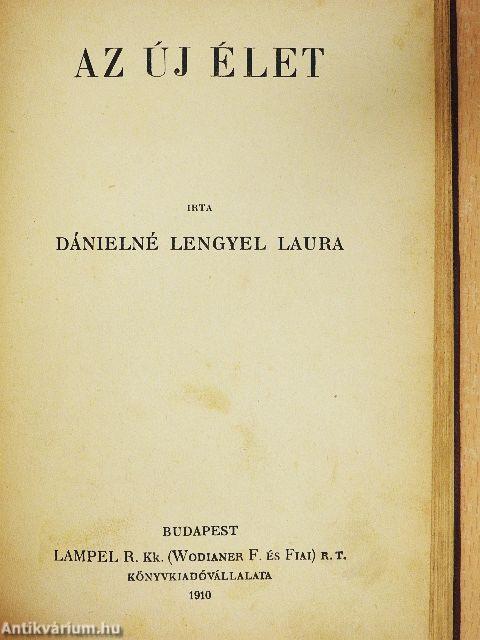 AZ ÚJ ÉLET
IRTA
DÁNIELNÉ LENGYEL LAURA
BUDAPEST
LAMPEL R. Kk. (WODIANER F. ÉS FIAI) R. T.
KÖNYVKIADÓVÁLLALATA
1910
Antikvárium.hu